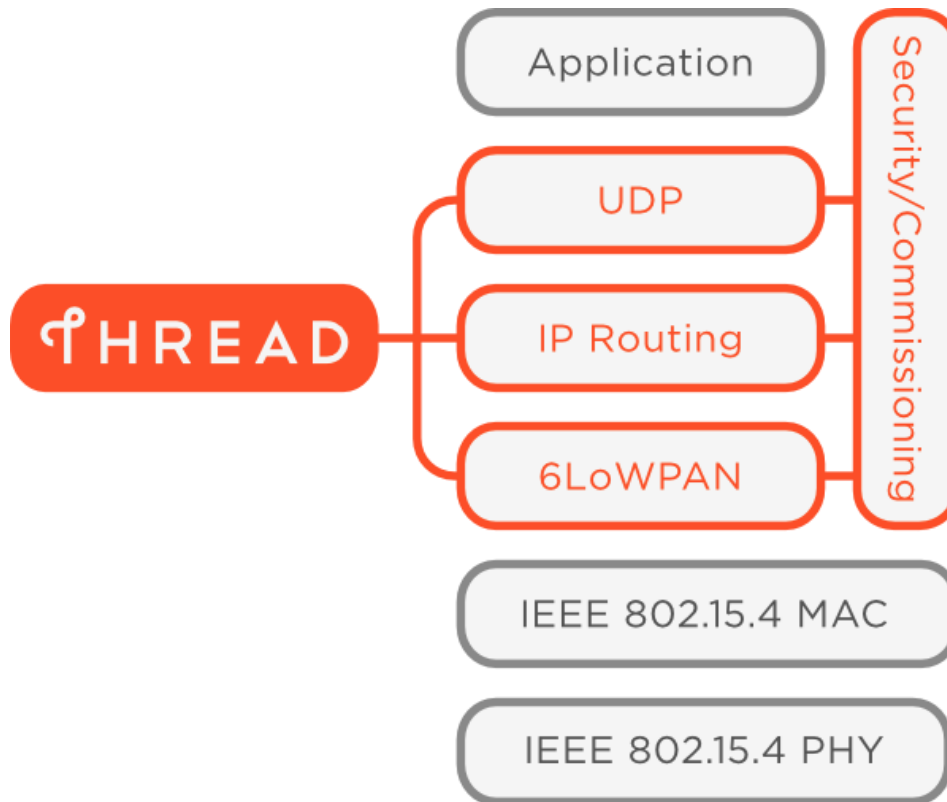 Application
UDP
THREAD
IP Routing
6LoWPAN
Security/Commissioning
IEEE 802.15.4 MAC
IEEE 802.15.4 PHY